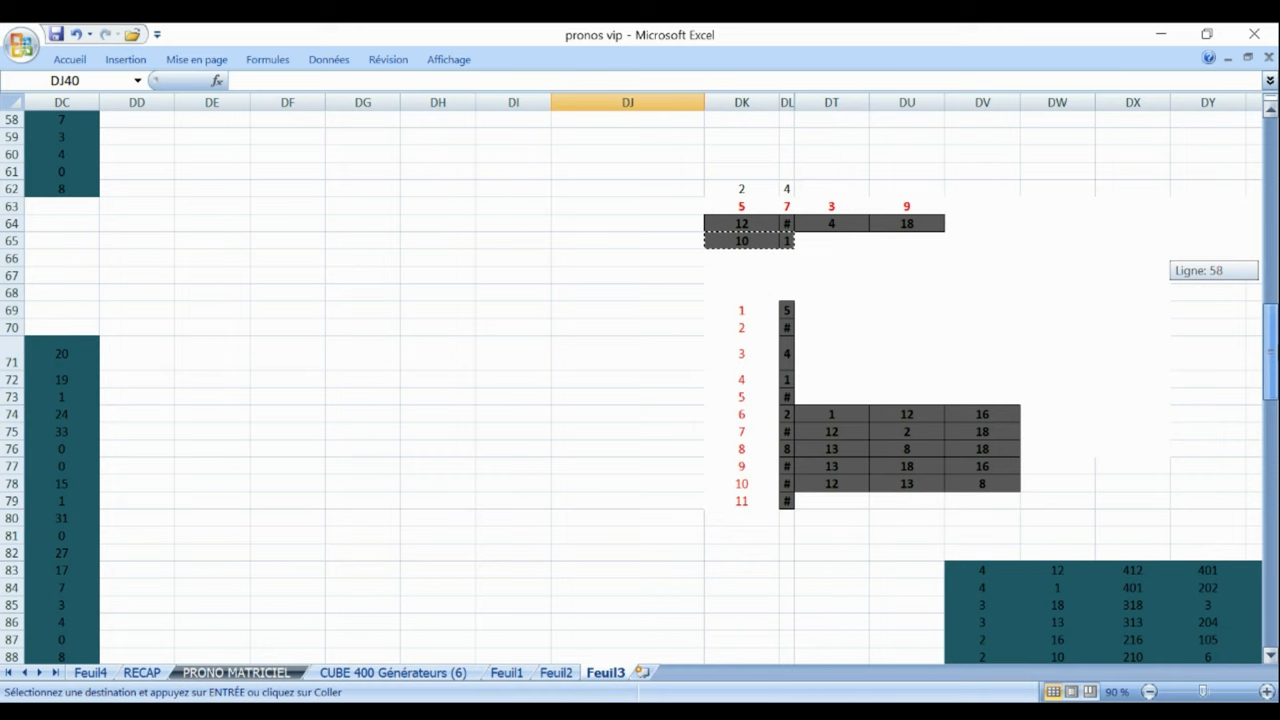 pronos vip - Microsoft Excel
Accueil Insertion Mise en page Formules Données Révision Affichage
DJ40 fx
DC DD DE DF DG DH DI DJ DK DL DT DU DV DW DX DY
58 7
59 3
60 4
61 0
62 8 2 4
63 5 7 3 9
64 12 # 4 18
65 10 1
66
67 Ligne: 58
68
69 1 5
70 2 #
71 20 3 4
72 19 4 1
73 1 5 #
74 24 6 2 1 12 16
75 33 7 # 12 2 18
76 0 8 8 13 8 18
77 0 9 # 13 18 16
78 15 10 # 12 13 8
79 1 11 #
80 31
81 0
82 27
83 17 4 12 412 401
84 7 4 1 401 202
85 3 3 18 318 3
86 4 3 13 313 204
87 0 2 16 216 105
88 8 2 10 210 6
Feuil4 RECAP PRONO MATRICIEL CUBE 400 Générateurs (6) Feuil1 Feuil2 Feuil3
Sélectionnez une destination et appuyez sur ENTRÉE ou cliquez sur Coller 90 %